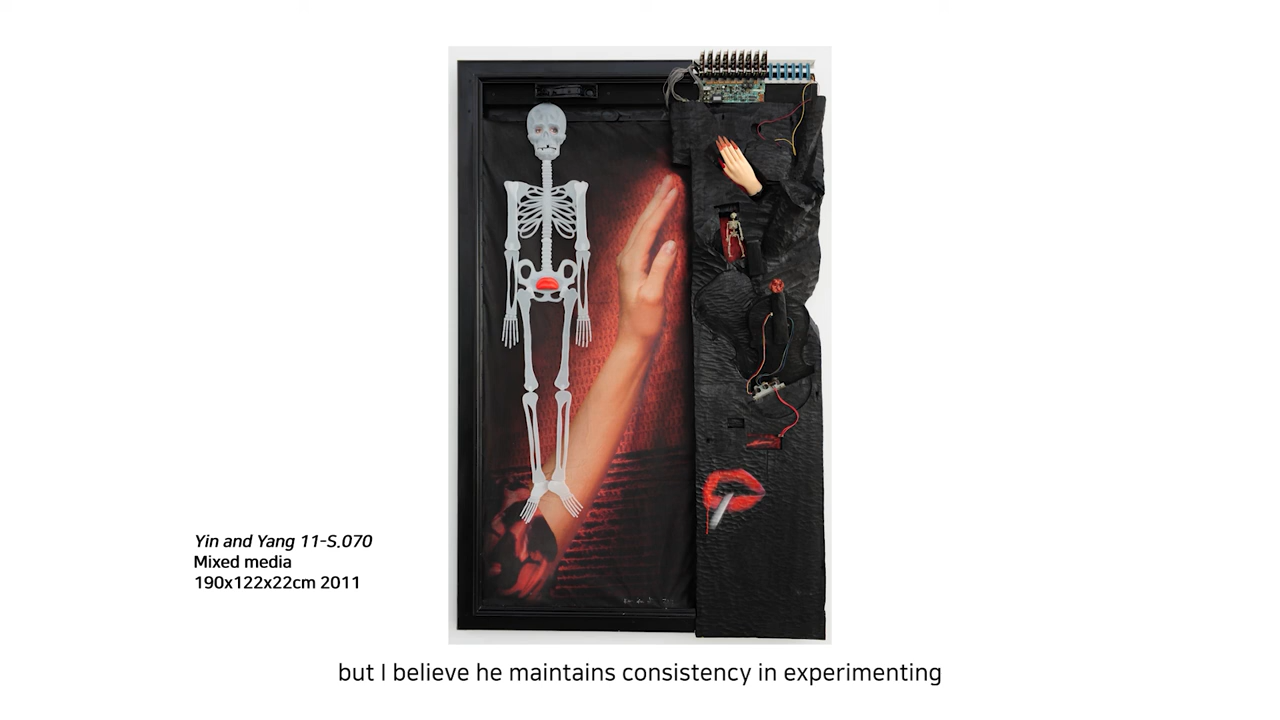 Yin and Yang 11-S.070
Mixed media
190x122x22cm 2011
but I believe he maintains consistency in experimenting